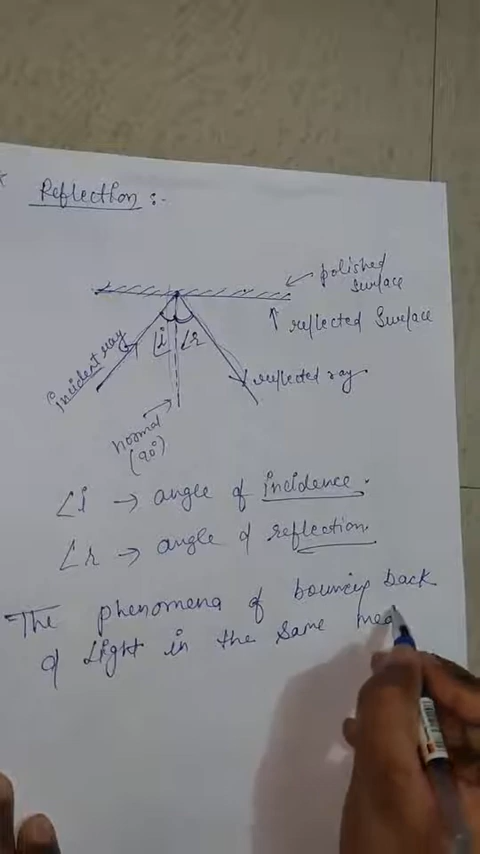 Reflection :-
polished
surface
reflected Surface
incident ray
∠i
∠r
reflected ray
normal
(90°)
∠i → angle of incidence.
∠r → angle of reflection.
The phenomena of bouncing back
of Light in the same med